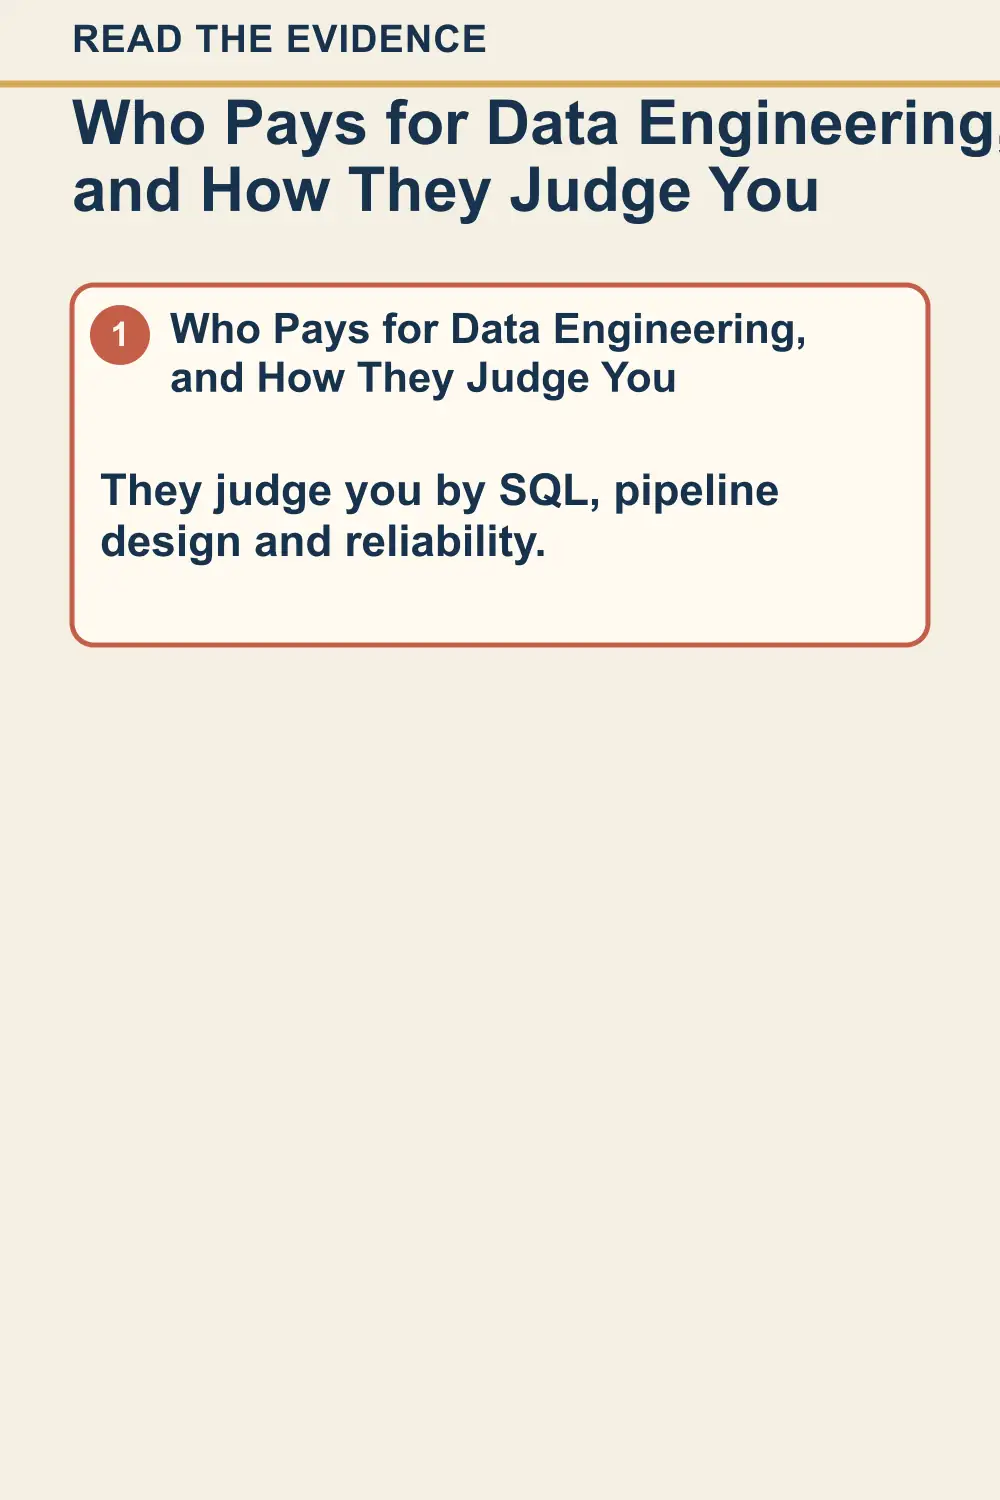 READ THE EVIDENCE
Who Pays for Data Engineering,
and How They Judge You
1
Who Pays for Data Engineering,
and How They Judge You
They judge you by SQL, pipeline
design and reliability.